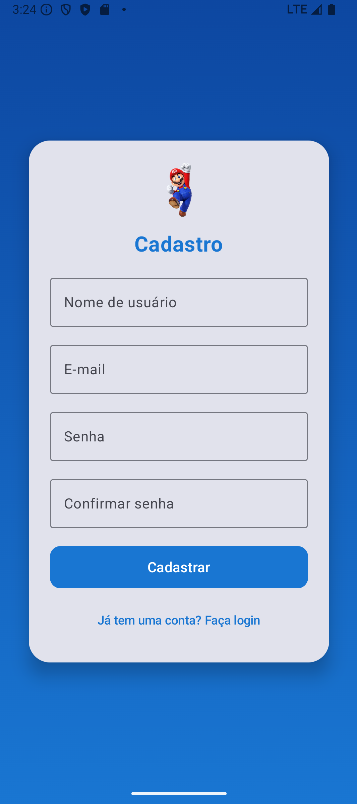 3:24 LTE
Cadastro
Nome de usuário
E-mail
Senha
Confirmar senha
Cadastrar
Já tem uma conta? Faça login